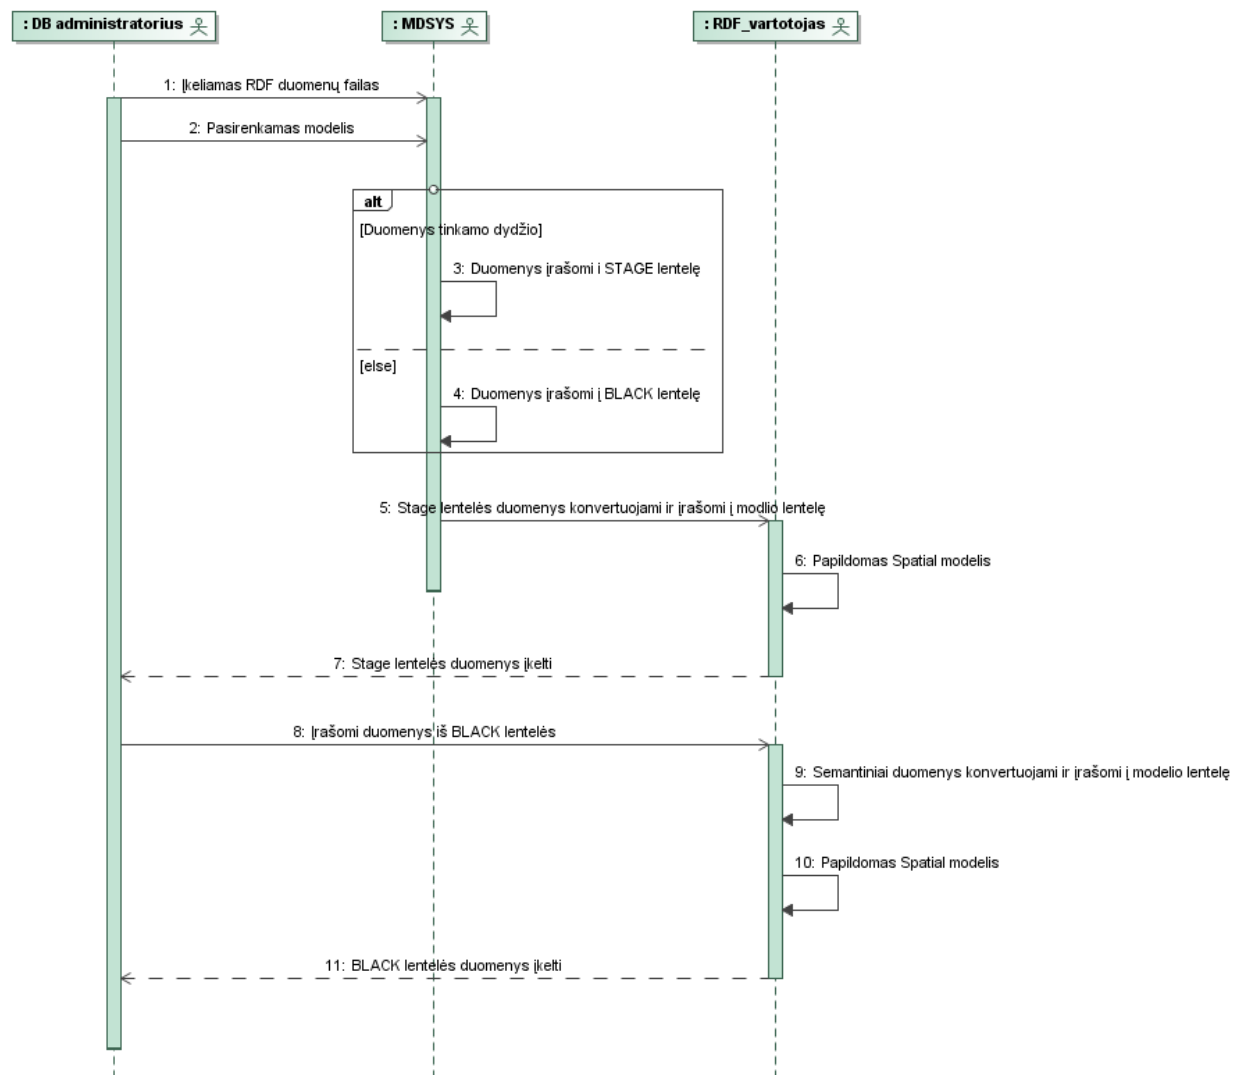 : DB administratorius
: MDSYS
: RDF_vartotojas
1: Įkeliamas RDF duomenų failas
2: Pasirenkamas modelis
alt
[Duomenys tinkamo dydžio]
3: Duomenys įrašomi i STAGE lentelę
[else]
4: Duomenys įrašomi į BLACK lentelę
5: Stage lentelės duomenys konvertuojami ir įrašomi į modlio lentelę
6: Papildomas Spatial modelis
7: Stage lentelės duomenys įkelti
8: Įrašomi duomenys iš BLACK lentelės
9: Semantiniai duomenys konvertuojami ir įrašomi į modelio lentelę
10: Papildomas Spatial modelis
11: BLACK lentelės duomenys įkelti